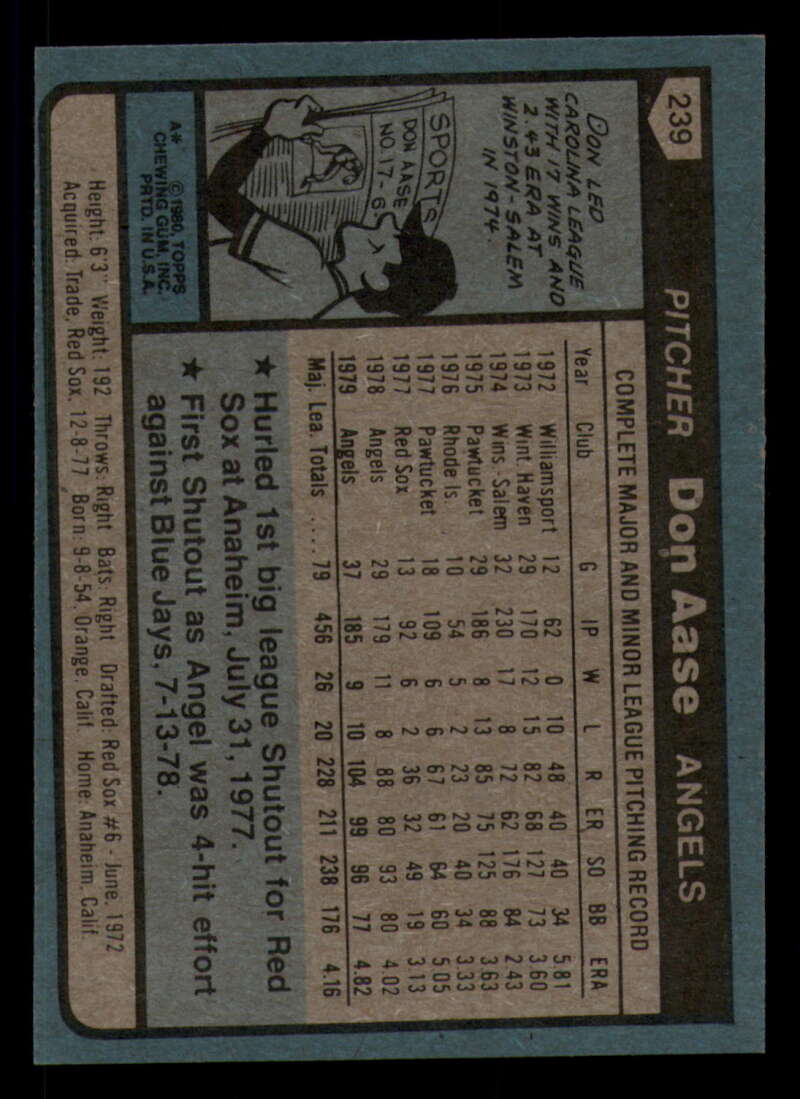 239
PITCHER Don Aase ANGELS
DON LED
CAROLINA LEAGUE
WITH 17 WINS AND
2.43 ERA AT
WINSTON-SALEM
IN 1974.
SPORTS
DON AASE
NO. 17-6
A* © 1980, TOPPS
CHEWING GUM, INC.
PRTD. IN U.S.A.
COMPLETE MAJOR AND MINOR LEAGUE PITCHING RECORD
Year Club G IP W L R ER SO BB ERA
1972 Williamsport 12 62 0 10 48 40 40 34 5.81
1973 Wint. Haven 29 170 12 15 82 68 127 73 3.60
1974 Wins.-Salem 32 230 17 8 72 62 176 84 2.43
1975 Pawtucket 29 186 8 13 85 75 125 88 3.63
1976 Rhode Is. 10 54 5 2 23 20 40 34 3.33
1977 Pawtucket 18 109 6 6 67 61 64 60 5.05
1977 Red Sox 13 92 6 2 36 32 49 19 3.13
1978 Angels 29 179 11 8 88 80 93 80 4.02
1979 Angels 37 185 9 10 104 99 96 77 4.82
Maj. Lea. Totals .... 79 456 26 20 228 211 238 176 4.16
★ Hurled 1st big league Shutout for Red
Sox at Anaheim, July 31, 1977.
★ First Shutout as Angel was 4-hit effort
against Blue Jays, 7-13-78.
Height: 6'3" Weight: 192 Throws: Right Bats: Right Drafted: Red Sox #6 - June, 1972
Acquired: Trade, Red Sox, 12-8-77 Born: 9-8-54, Orange, Calif. Home: Anaheim, Calif.